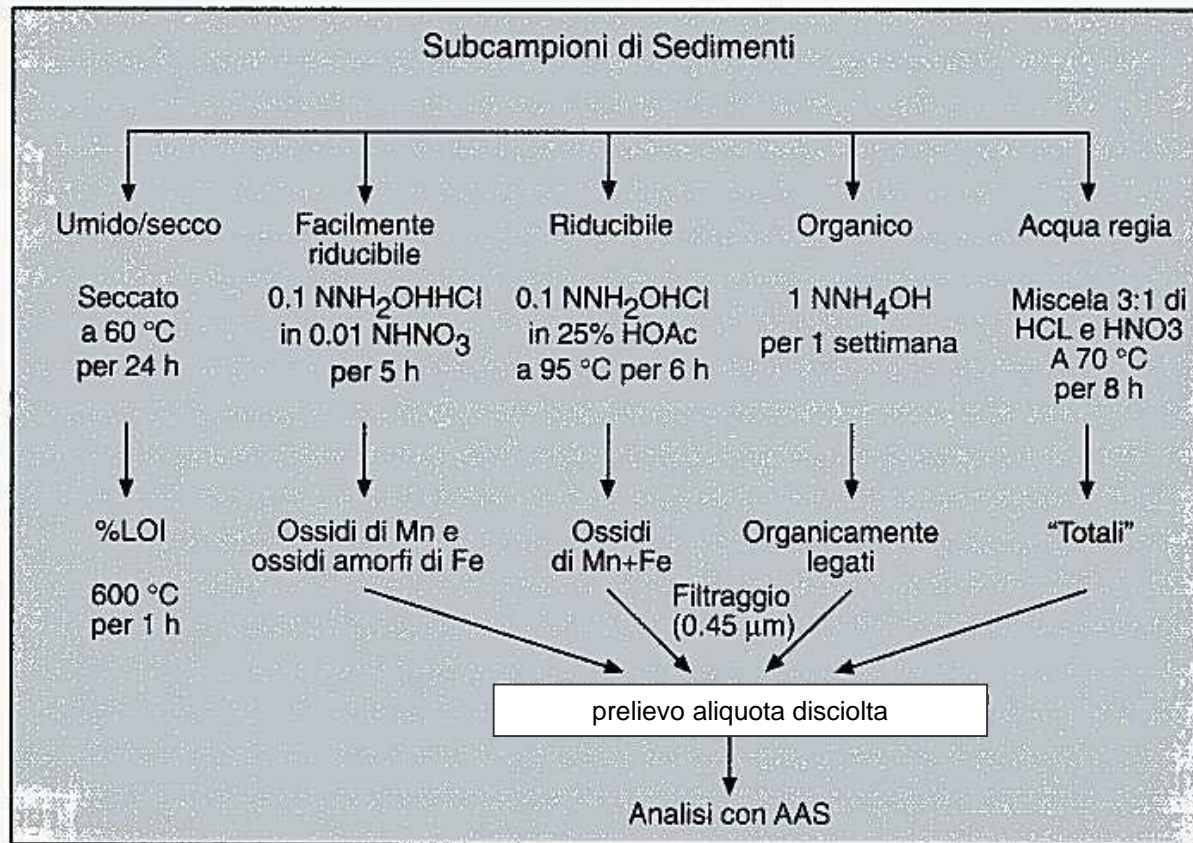 Subcampioni di Sedimenti
Umido/secco
Seccato
a 60 °C
per 24 h
%LOI
600 °C
per 1 h
Facilmente
riducibile
0.1 NNH₂OHHCl
in 0.01 NHNO₃
per 5 h
Ossidi di Mn e
ossidi amorfi di Fe
Riducibile
0.1 NNH₂OHCl
in 25% HOAc
a 95 °C per 6 h
Ossidi
di Mn+Fe
Organico
1 NNH₄OH
per 1 settimana
Organicamente
legati
Acqua regia
Miscela 3:1 di
HCL e HNO3
A 70 °C
per 8 h
“Totali”
Filtraggio
(0.45 µm)
prelievo aliquota disciolta
Analisi con AAS